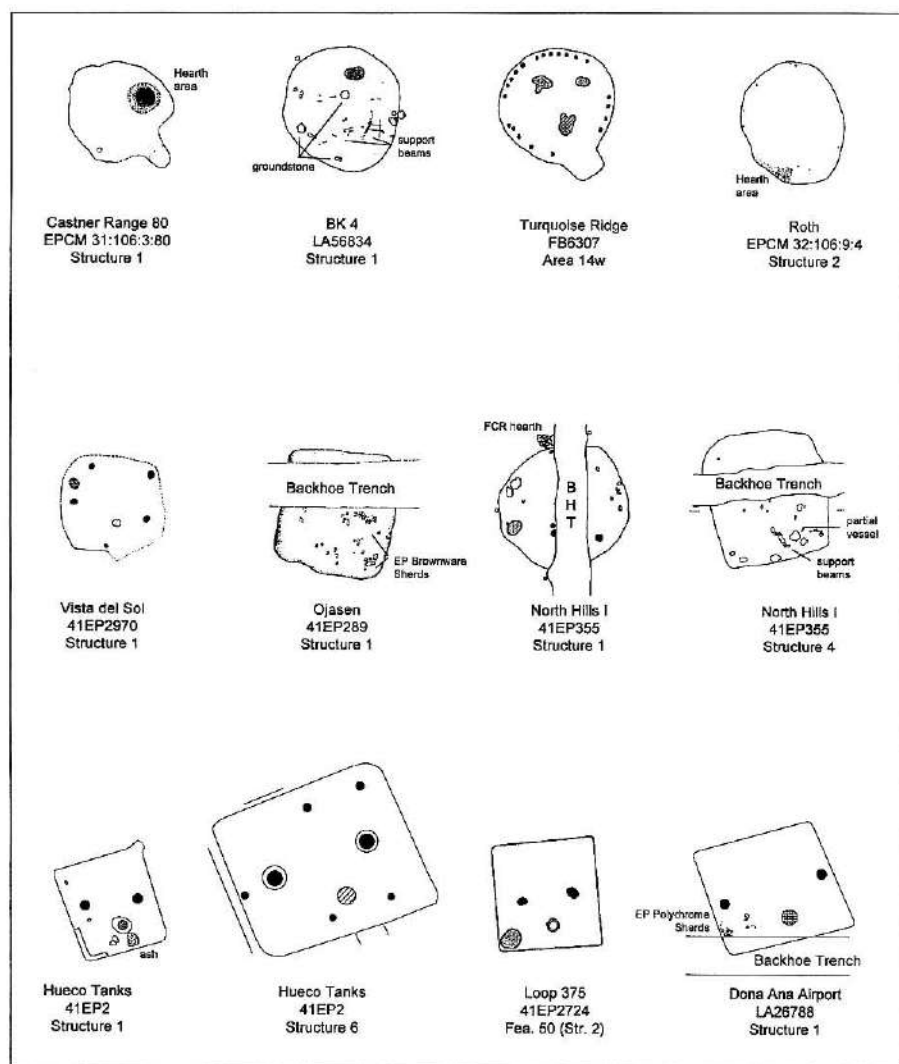 Hearth
area
groundstone
support
beams
Hearth
area
Castner Range 80
EPCM 31:106:3:80
Structure 1
BK 4
LA56834
Structure 1
Turquoise Ridge
FB6307
Area 14w
Roth
EPCM 32:106:9:4
Structure 2
FCR hearth
Backhoe Trench
EP Brownware
Sherds
B
H
T
Backhoe Trench
partial
vessel
support
beams
Vista del Sol
41EP2970
Structure 1
Ojasen
41EP289
Structure 1
North Hills I
41EP355
Structure 1
North Hills I
41EP355
Structure 4
ash
EP Polychrome
Sherds
Backhoe Trench
Hueco Tanks
41EP2
Structure 1
Hueco Tanks
41EP2
Structure 6
Loop 375
41EP2724
Fea. 50 (Str. 2)
Dona Ana Airport
LA26788
Structure 1